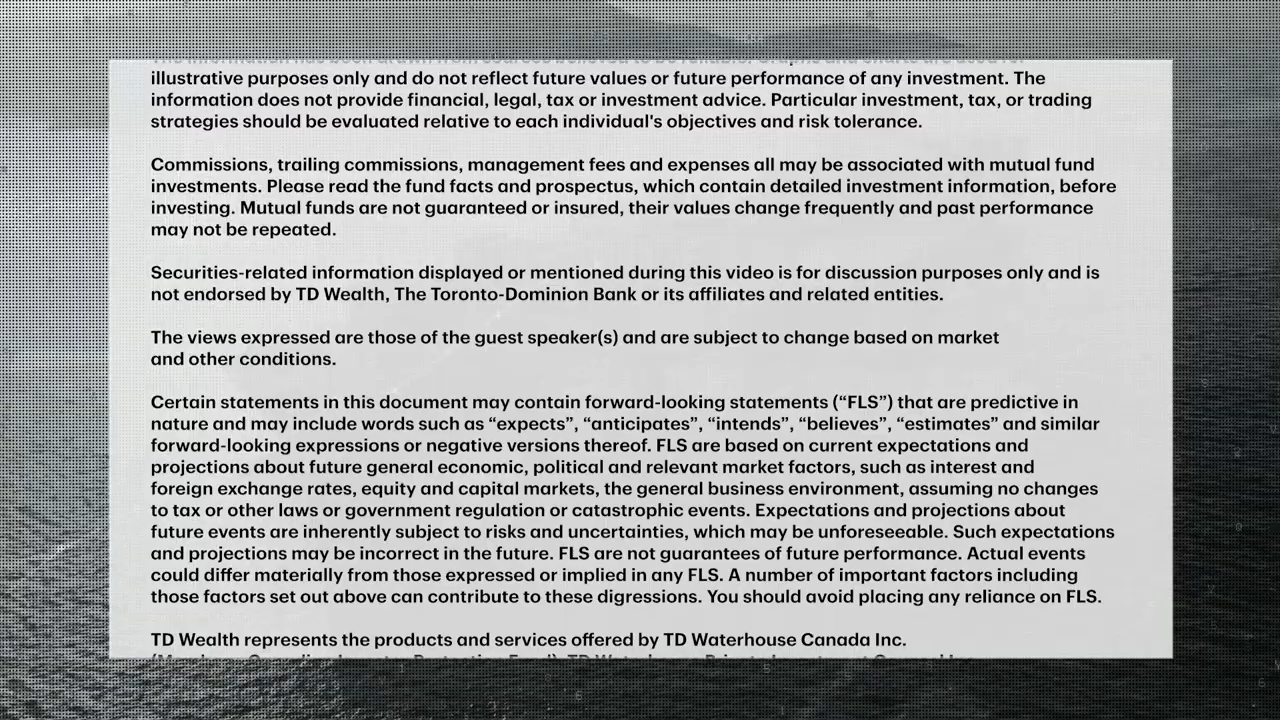 illustrative purposes only and do not reflect future values or future performance of any investment. The
information does not provide financial, legal, tax or investment advice. Particular investment, tax, or trading
strategies should be evaluated relative to each individual's objectives and risk tolerance.
Commissions, trailing commissions, management fees and expenses all may be associated with mutual fund
investments. Please read the fund facts and prospectus, which contain detailed investment information, before
investing. Mutual funds are not guaranteed or insured, their values change frequently and past performance
may not be repeated.
Securities-related information displayed or mentioned during this video is for discussion purposes only and is
not endorsed by TD Wealth, The Toronto-Dominion Bank or its affiliates and related entities.
The views expressed are those of the guest speaker(s) and are subject to change based on market
and other conditions.
Certain statements in this document may contain forward-looking statements (“FLS”) that are predictive in
nature and may include words such as “expects”, “anticipates”, “intends”, “believes”, “estimates” and similar
forward-looking expressions or negative versions thereof. FLS are based on current expectations and
projections about future general economic, political and relevant market factors, such as interest and
foreign exchange rates, equity and capital markets, the general business environment, assuming no changes
to tax or other laws or government regulation or catastrophic events. Expectations and projections about
future events are inherently subject to risks and uncertainties, which may be unforeseeable. Such expectations
and projections may be incorrect in the future. FLS are not guarantees of future performance. Actual events
could differ materially from those expressed or implied in any FLS. A number of important factors including
those factors set out above can contribute to these digressions. You should avoid placing any reliance on FLS.
TD Wealth represents the products and services offered by TD Waterhouse Canada Inc.